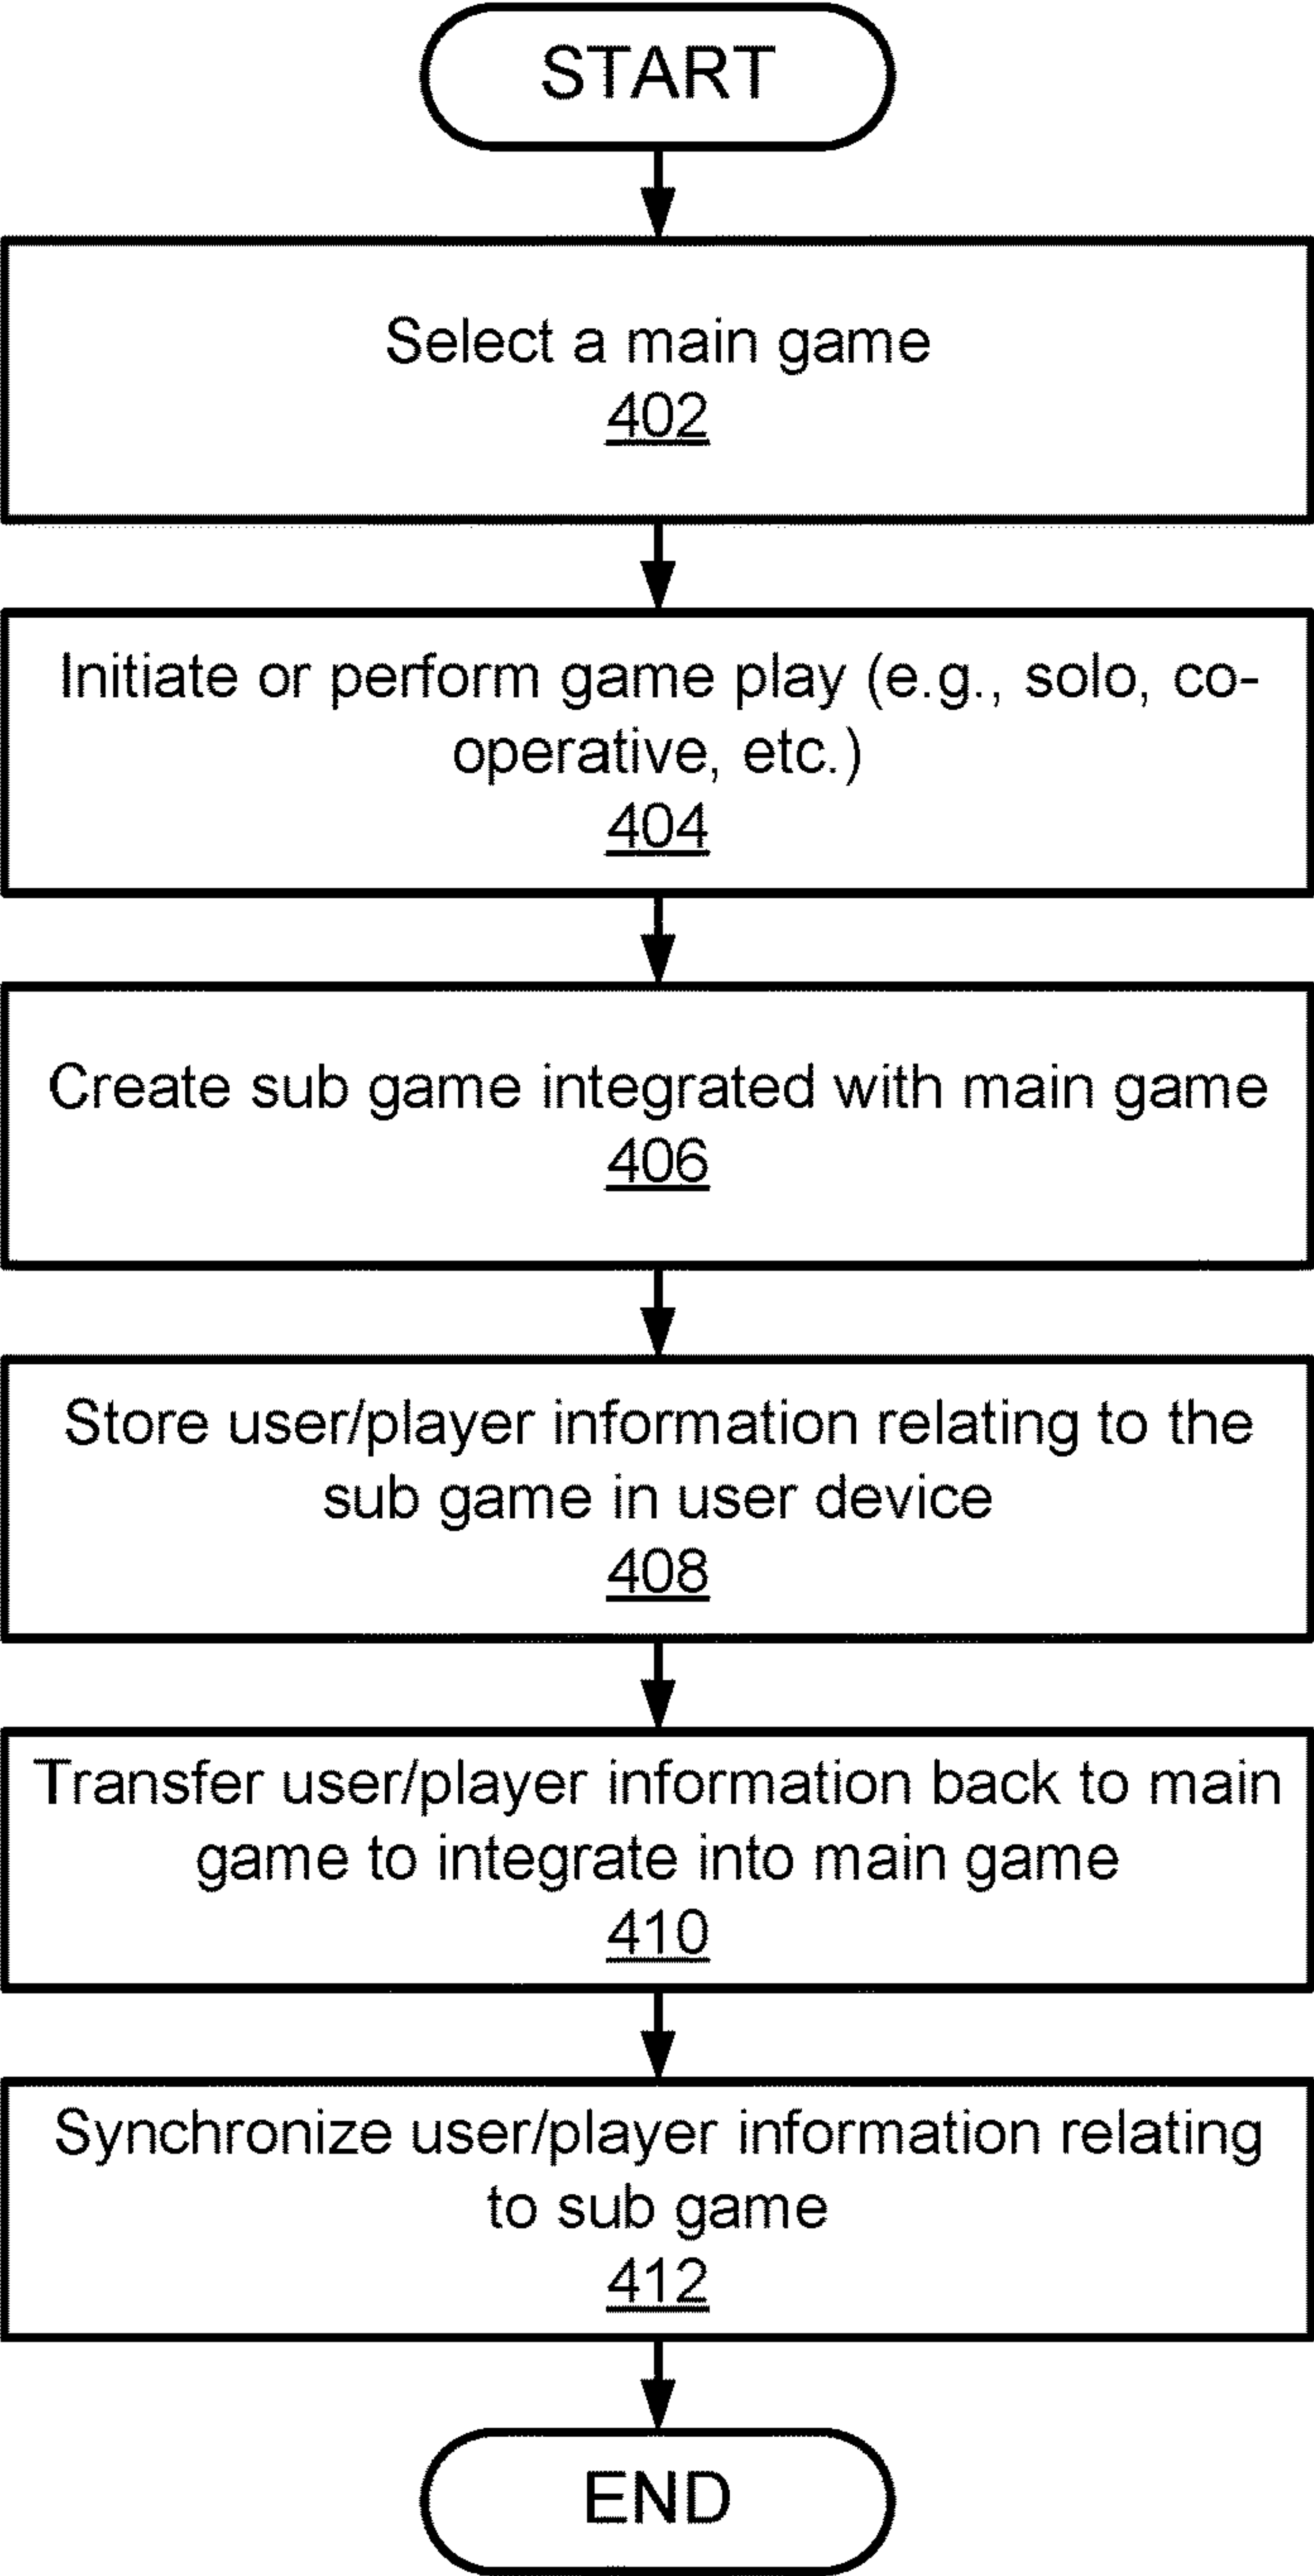 START
Select a main game
402
Initiate or perform game play (e.g., solo, co-
operative, etc.)
404
Create sub game integrated with main game
406
Store user/player information relating to the
sub game in user device
408
Transfer user/player information back to main
game to integrate into main game
410
Synchronize user/player information relating
to sub game
412
END